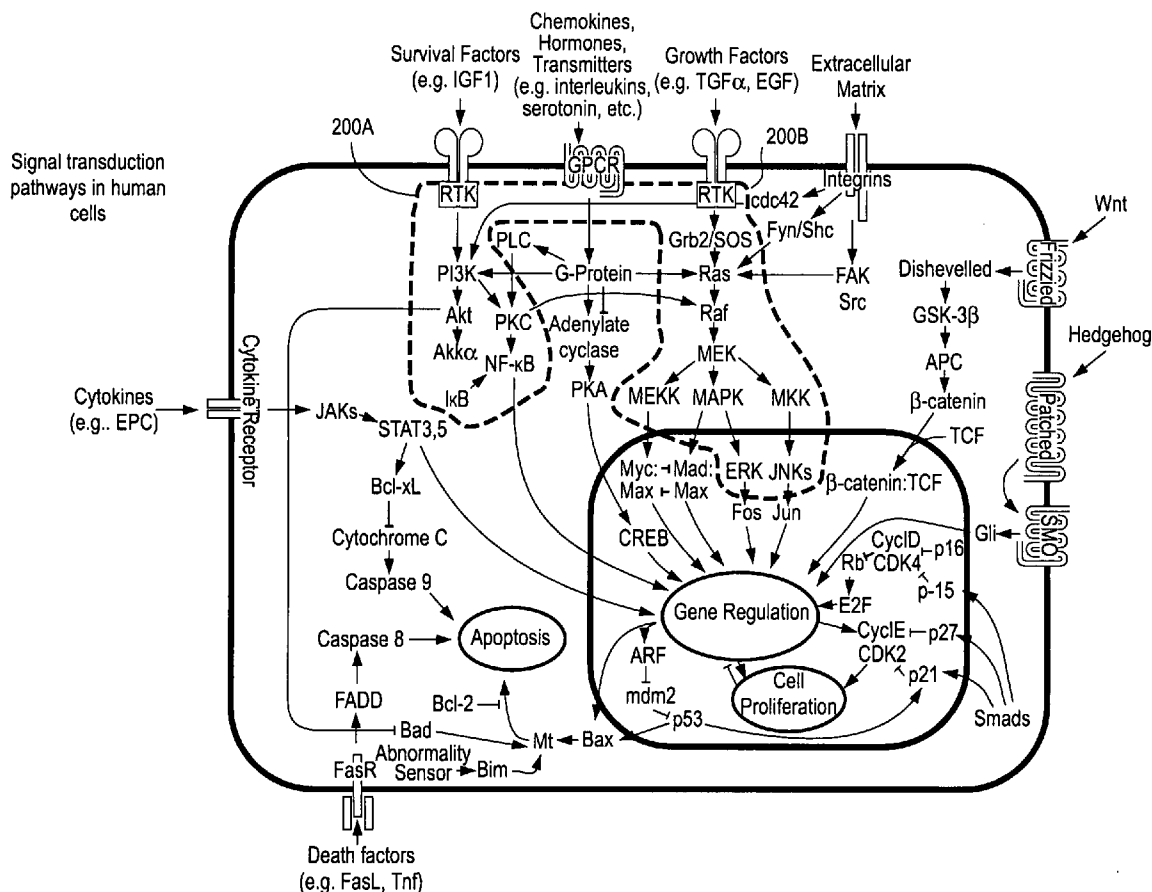 Signal transduction
pathways in human
cells
Survival Factors
(e.g. IGF1)
Chemokines,
Hormones,
Transmitters
(e.g. interleukins,
serotonin, etc.)
Growth Factors
(e.g. TGFα, EGF)
Extracellular
Matrix
200A
200B
RTK
GPCR
RTK
Integrins
cdc42
Wnt
Frizzled
Grb2/SOS
Fyn/Shc
PLC
PI3K
G-Protein
Ras
FAK
Src
Dishevelled
Akt
PKC
Adenylate
cyclase
Raf
GSK-3β
Hedgehog
Akkα
NF-κB
MEK
APC
IκB
PKA
MEKK
MAPK
MKK
β-catenin
Patched
Cytokines
(e.g.. EPC)
Cytokine Receptor
JAKs
STAT3,5
TCF
Myc:
Max
Mad:
Max
ERK
JNKs
β-catenin:TCF
Bcl-xL
Fos
Jun
SMO
Gli
Cytochrome C
CREB
CyclD
CDK4
p16
Rb
Caspase 9
p-15
E2F
Gene Regulation
Caspase 8
Apoptosis
CyclE
CDK2
p27
ARF
p21
FADD
Bcl-2
mdm2
Cell
Proliferation
Smads
p53
Bad
Mt
Bax
Abnormality
Sensor
Bim
FasR
Death factors
(e.g. FasL, Tnf)